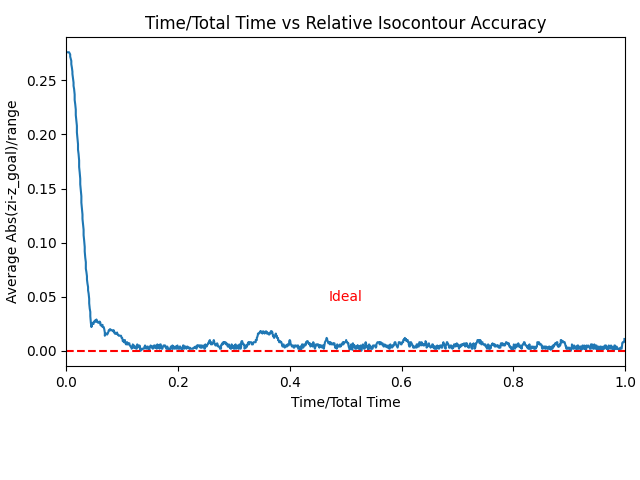 Time/Total Time vs Relative Isocontour Accuracy
Average Abs(zi-z_goal)/range
0.25
0.20
0.15
0.10
0.05
0.00
Ideal
0.0 0.2 0.4 0.6 0.8 1.0
Time/Total Time